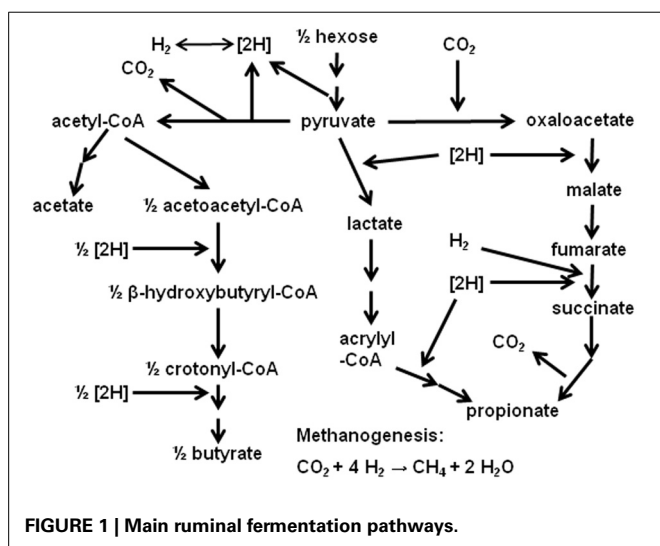 ½ hexose
H₂ [2H]
CO₂
CO₂
acetyl-CoA pyruvate oxaloacetate
[2H]
malate
acetate ½ acetoacetyl-CoA
lactate
½ [2H]
H₂ fumarate
[2H]
½ β-hydroxybutyryl-CoA
succinate
acrylyl
-CoA
CO₂
½ crotonyl-CoA
½ [2H]
propionate
Methanogenesis:
½ butyrate
CO₂ + 4 H₂ → CH₄ + 2 H₂O
FIGURE 1 | Main ruminal fermentation pathways.